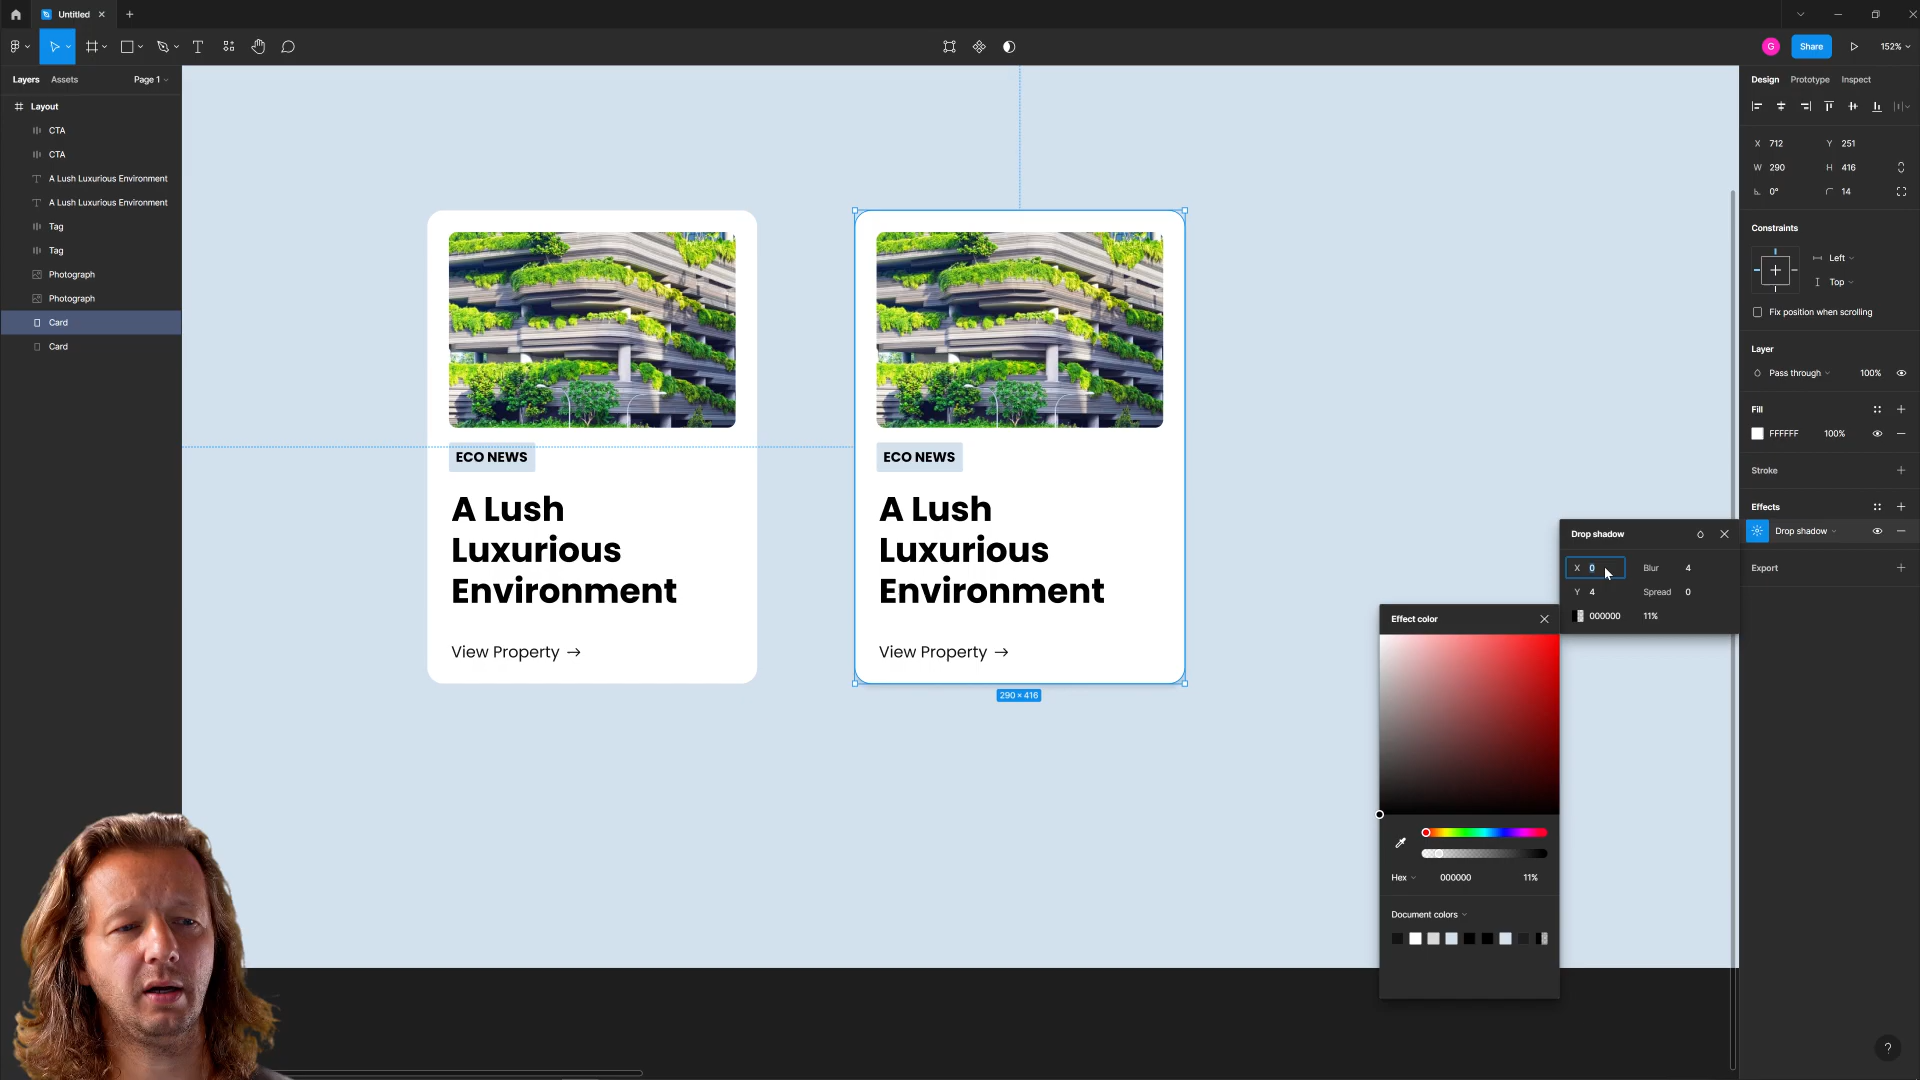 Untitled
G
Share
152%
Layers
Assets
Page 1
Layout
CTA
CTA
A Lush Luxurious Environment
A Lush Luxurious Environment
Tag
Tag
Photograph
Photograph
Card
Card
ECO NEWS
A Lush
Luxurious
Environment
View Property →
ECO NEWS
A Lush
Luxurious
Environment
View Property →
290 × 416
Design
Prototype
Inspect
X 712
Y 251
W 290
H 416
0°
14
Constraints
Left
Top
Fix position when scrolling
Layer
Pass through
100%
Fill
FFFFFF
100%
Stroke
Effects
Drop shadow
Export
Drop shadow
X 0
Blur 4
Y 4
Spread 0
000000
11%
Effect color
Hex
000000
11%
Document colors
?